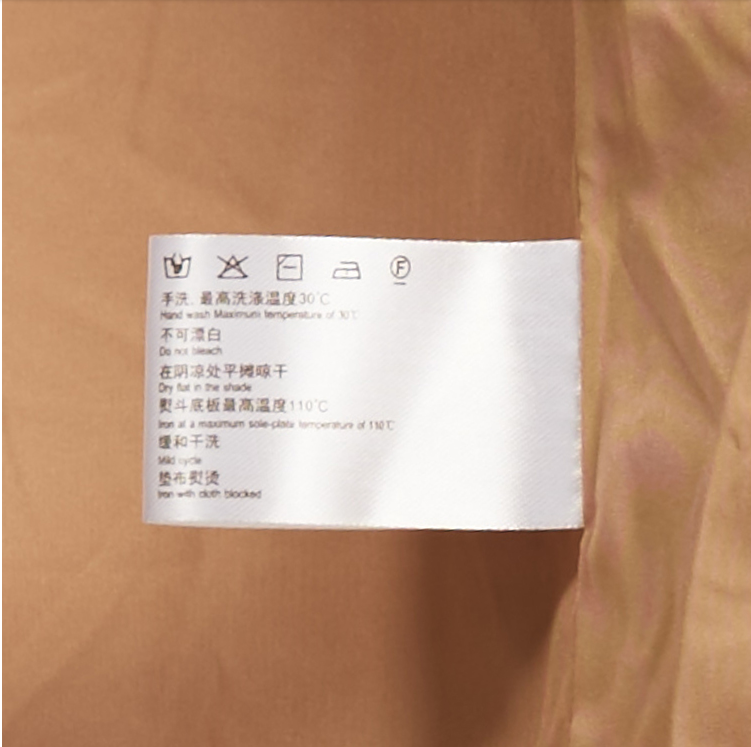 F
手洗，最高洗涤温度30℃
Hand wash Maximum temperature of 30℃
不可漂白
Do not bleach
在阴凉处平摊晾干
Dry flat in the shade
熨斗底板最高温度110℃
Iron at a maximum sole-plate temperature of 110℃
缓和干洗
Mild cycle
垫布熨烫
Iron with cloth blocked